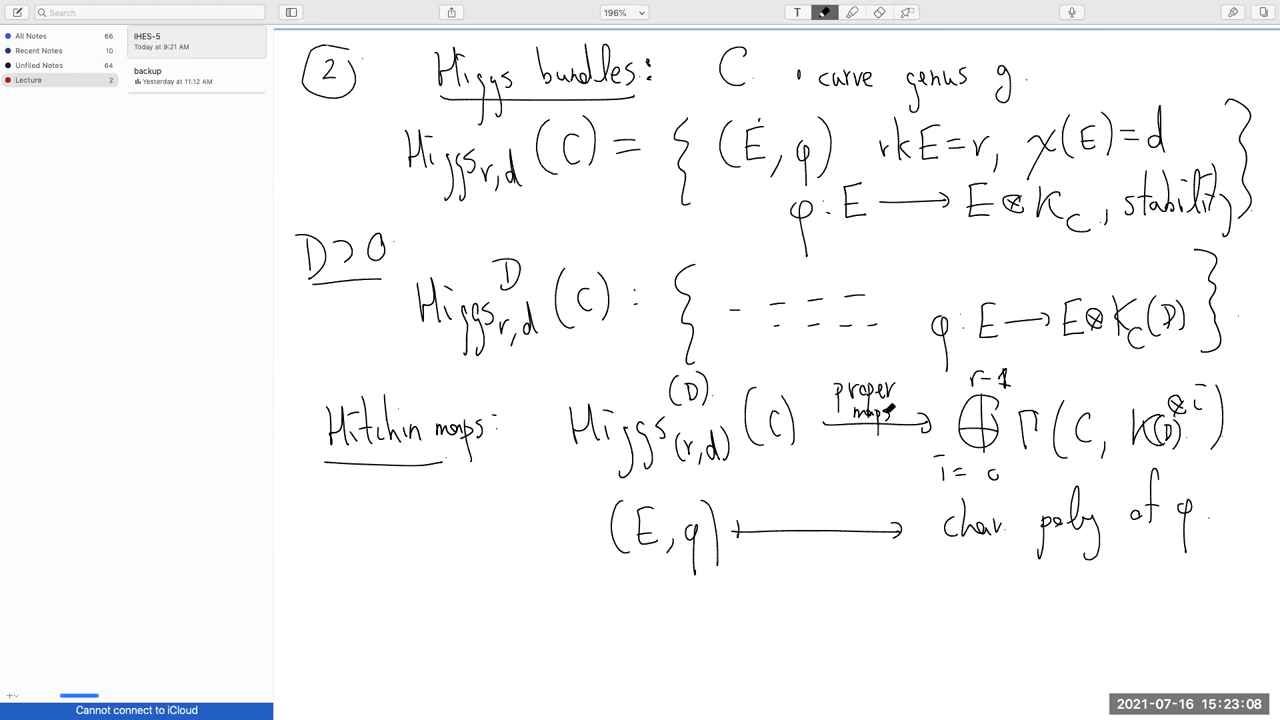 Search
196%
All Notes 66
Recent Notes 10
Unfiled Notes 64
Lecture 2
IHES-5
Today at 9:21 AM
backup
Yesterday at 11:12 AM
② Higgs bundles: C curve genus g.
Higgs_{r,d}(C) = { (E, φ) rk E = r, χ(E) = d
φ : E ⟶ E ⊗ K_C, stability }
D > 0
Higgs^D_{r,d}(C) : { - - - - - φ : E ⟶ E ⊗ K_C(D) }
Hitchin maps: Higgs^{(D)}_{(r,d)}(C) ⟶ (proper maps) ⊕_{i=0}^{r-1} Γ(C, K(D)^{⊗i})
(E, φ) ⟼ char. poly of φ.
Cannot connect to iCloud
2021-07-16 15:23:08